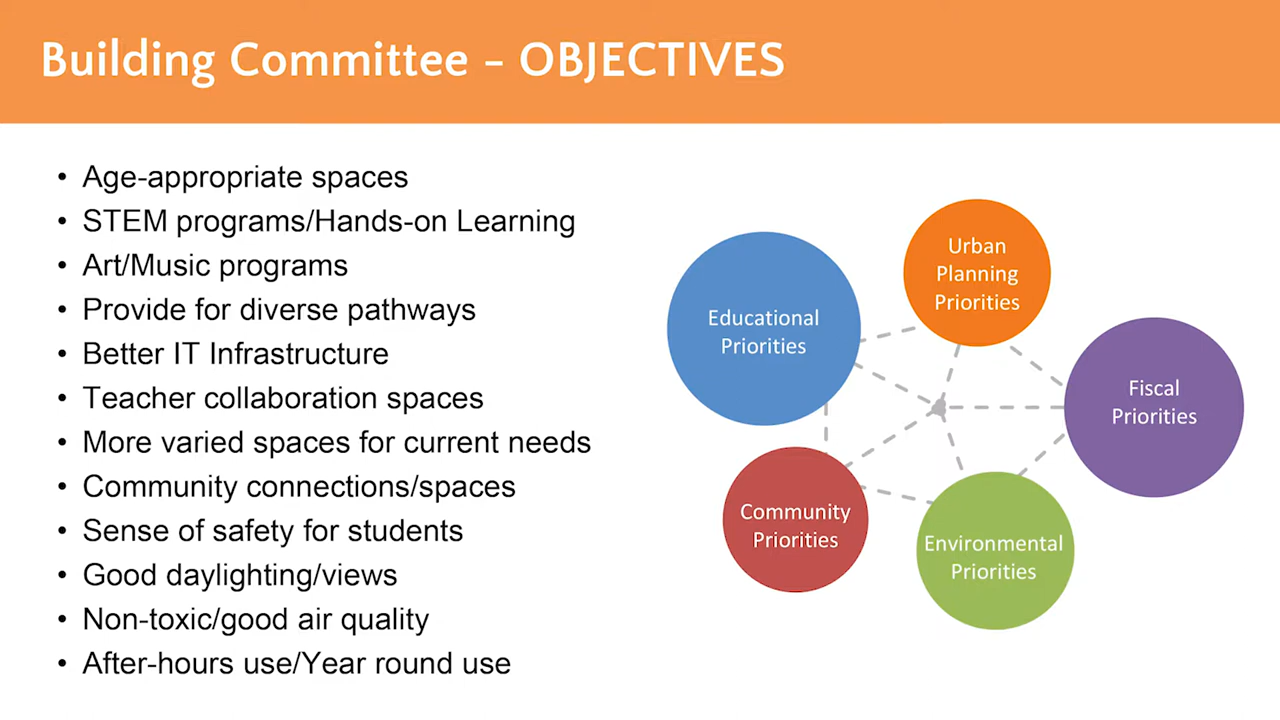 Building Committee – OBJECTIVES
• Age-appropriate spaces
• STEM programs/Hands-on Learning
• Art/Music programs
• Provide for diverse pathways
• Better IT Infrastructure
• Teacher collaboration spaces
• More varied spaces for current needs
• Community connections/spaces
• Sense of safety for students
• Good daylighting/views
• Non-toxic/good air quality
• After-hours use/Year round use
Educational
Priorities
Urban
Planning
Priorities
Fiscal
Priorities
Community
Priorities
Environmental
Priorities